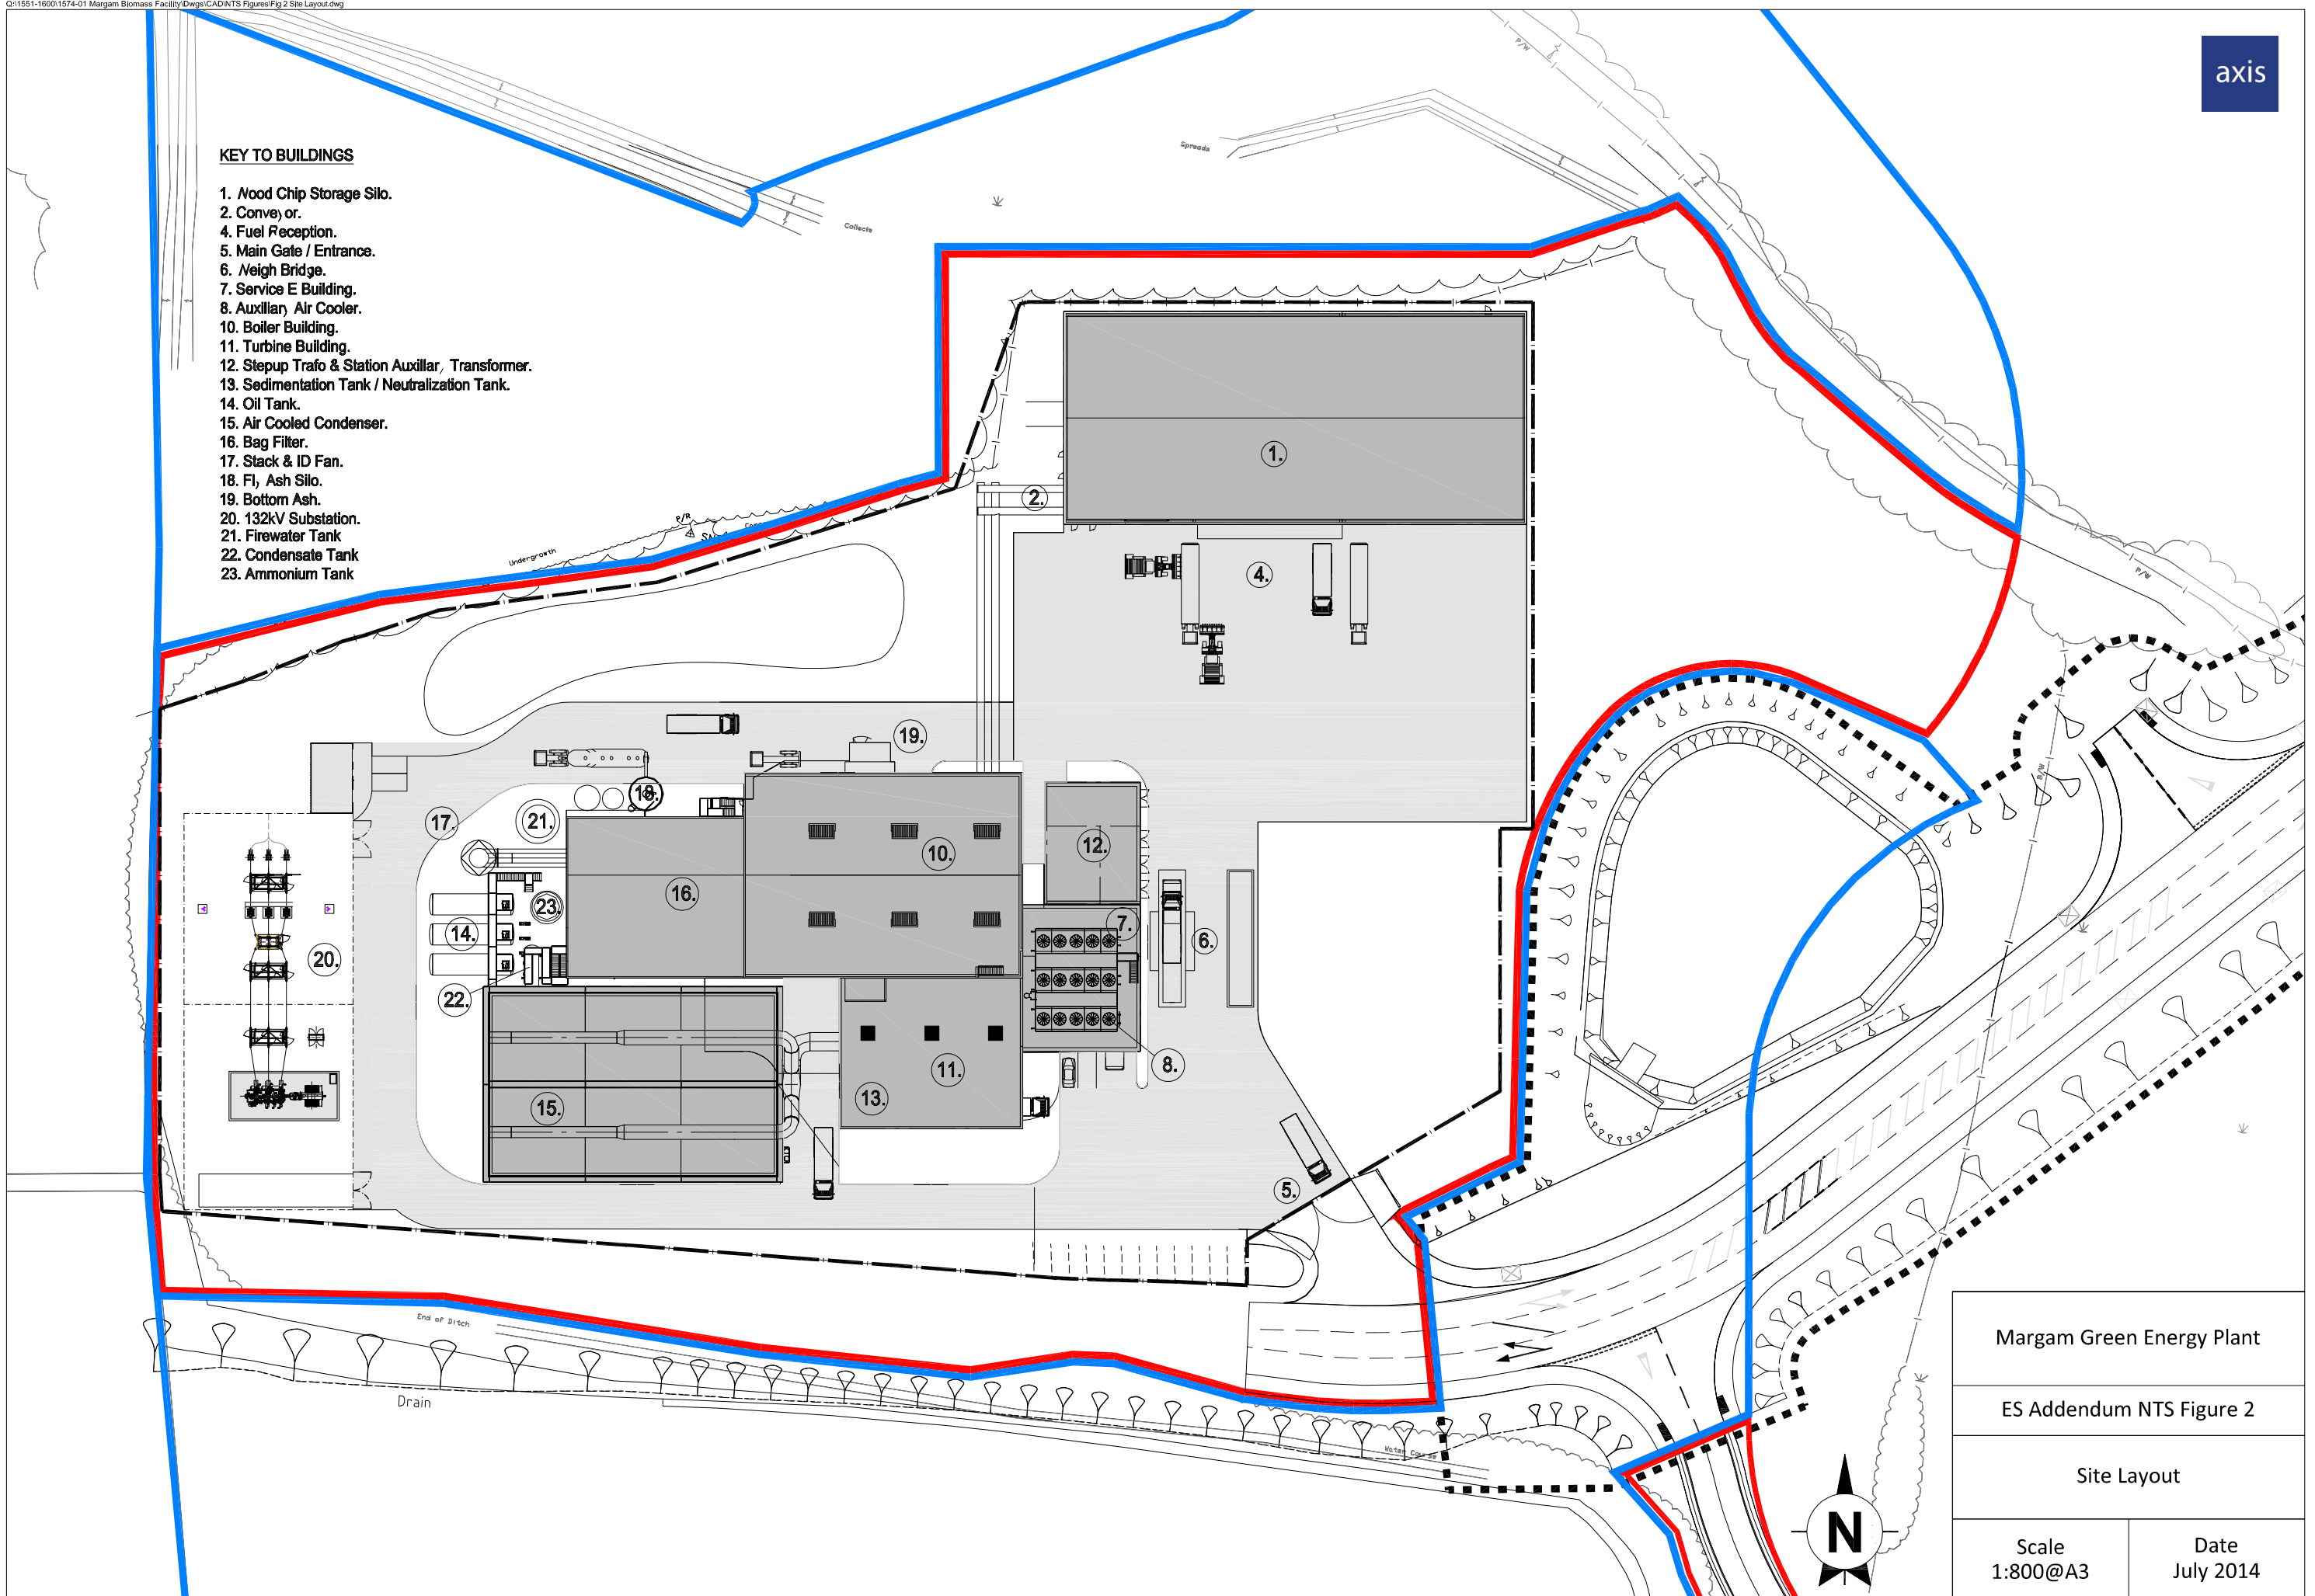 Q:\1551-1600\1574-01 Margam Biomass Facility\Dwgs\CAD\NTS Figures\Fig 2 Site Layout.dwg
axis
KEY TO BUILDINGS
1. Wood Chip Storage Silo.
2. Conveyor.
4. Fuel Reception.
5. Main Gate / Entrance.
6. Weigh Bridge.
7. Service E Building.
8. Auxiliary Air Cooler.
10. Boiler Building.
11. Turbine Building.
12. Stepup Trafo & Station Auxillary Transformer.
13. Sedimentation Tank / Neutralization Tank.
14. Oil Tank.
15. Air Cooled Condenser.
16. Bag Filter.
17. Stack & ID Fan.
18. Fly Ash Silo.
19. Bottom Ash.
20. 132kV Substation.
21. Firewater Tank
22. Condensate Tank
23. Ammonium Tank
P/W
Spreads
Collects
1.
2.
P/R
Undergrowth
4.
P/W
19.
18.
21.
17.
12.
10.
16.
23.
7.
14.
6.
20.
22.
8.
11.
13.
15.
5.
P/W
End of Ditch
Drain
Water Course
N
Margam Green Energy Plant
ES Addendum NTS Figure 2
Site Layout
Scale
1:800@A3
Date
July 2014